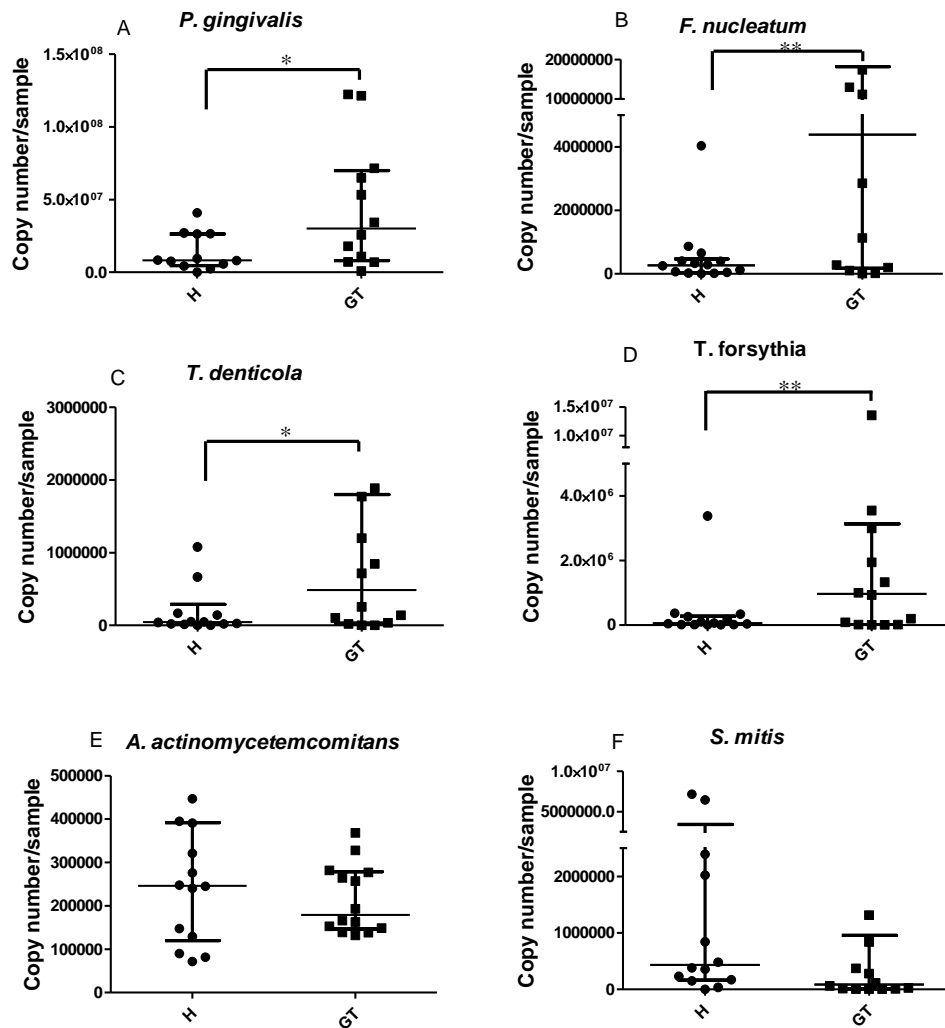 A
P. gingivalis
Copy number/sample
1.5×10⁰⁸
1.0×10⁰⁸
5.0×10⁰⁷
0.0
*
H
GT
B
F. nucleatum
Copy number/sample
20000000
10000000
4000000
2000000
0
**
H
GT
C
T. denticola
Copy number/sample
3000000
2000000
1000000
0
*
H
GT
D
T. forsythia
Copy number/sample
1.5×10⁰⁷
1.0×10⁰⁷
4.0×10⁶
2.0×10⁶
0
**
H
GT
E
A. actinomycetemcomitans
Copy number/sample
500000
400000
300000
200000
100000
0
H
GT
F
S. mitis
Copy number/sample
1.0×10⁰⁷
5000000.0
2000000
1000000
0
H
GT